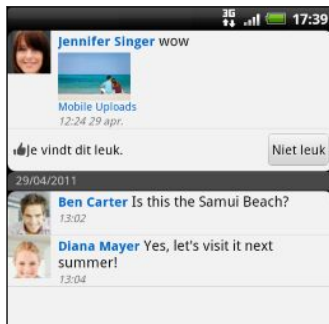 3G 17:39
Jennifer Singer wow
Mobile Uploads
12:24 29 apr.
Je vindt dit leuk.
Niet leuk
29/04/2011
Ben Carter Is this the Samui Beach?
13:02
Diana Mayer Yes, let's visit it next
summer!
13:04